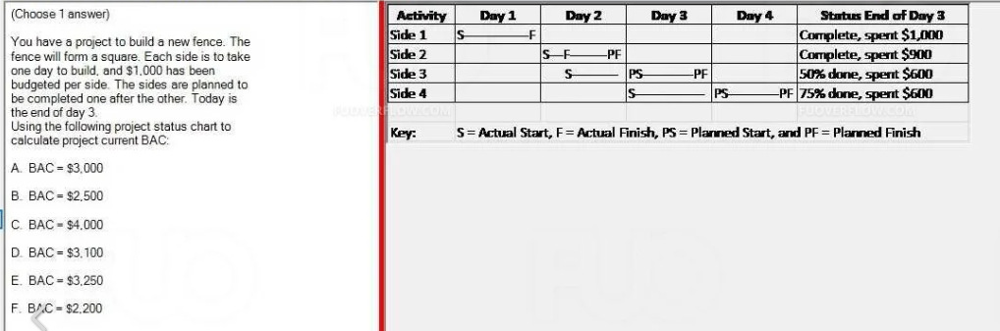 (Choose 1 answer)
You have a project to build a new fence. The
fence will form a square. Each side is to take
one day to build, and $1,000 has been
budgeted per side. The sides are planned to
be completed one after the other. Today is
the end of day 3.
Using the following project status chart to
calculate project current BAC:
A. BAC = $3,000
B. BAC = $2,500
C. BAC = $4,000
D. BAC = $3,100
E. BAC = $3,250
F. BAC = $2,200
Activity Day 1 Day 2 Day 3 Day 4 Status End of Day 3
Side 1 S F Complete, spent $1,000
Side 2 S F PF Complete, spent $900
Side 3 S PS PF 50% done, spent $600
Side 4 S PS PF 75% done, spent $600
Key: S = Actual Start, F = Actual Finish, PS = Planned Start, and PF = Planned Finish